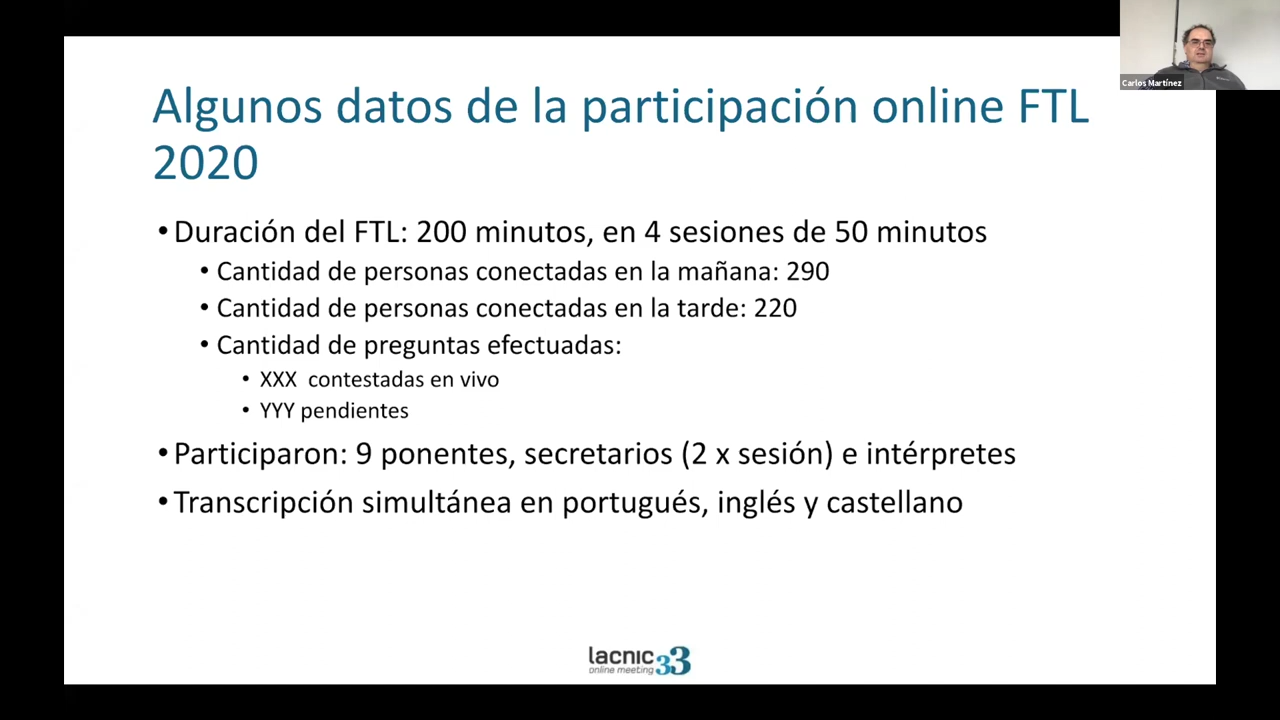 Carlos Martínez
Algunos datos de la participación online FTL
2020
• Duración del FTL: 200 minutos, en 4 sesiones de 50 minutos
• Cantidad de personas conectadas en la mañana: 290
• Cantidad de personas conectadas en la tarde: 220
• Cantidad de preguntas efectuadas:
• XXX contestadas en vivo
• YYY pendientes
• Participaron: 9 ponentes, secretarios (2 x sesión) e intérpretes
• Transcripción simultánea en portugués, inglés y castellano
lacnic 33
online meeting